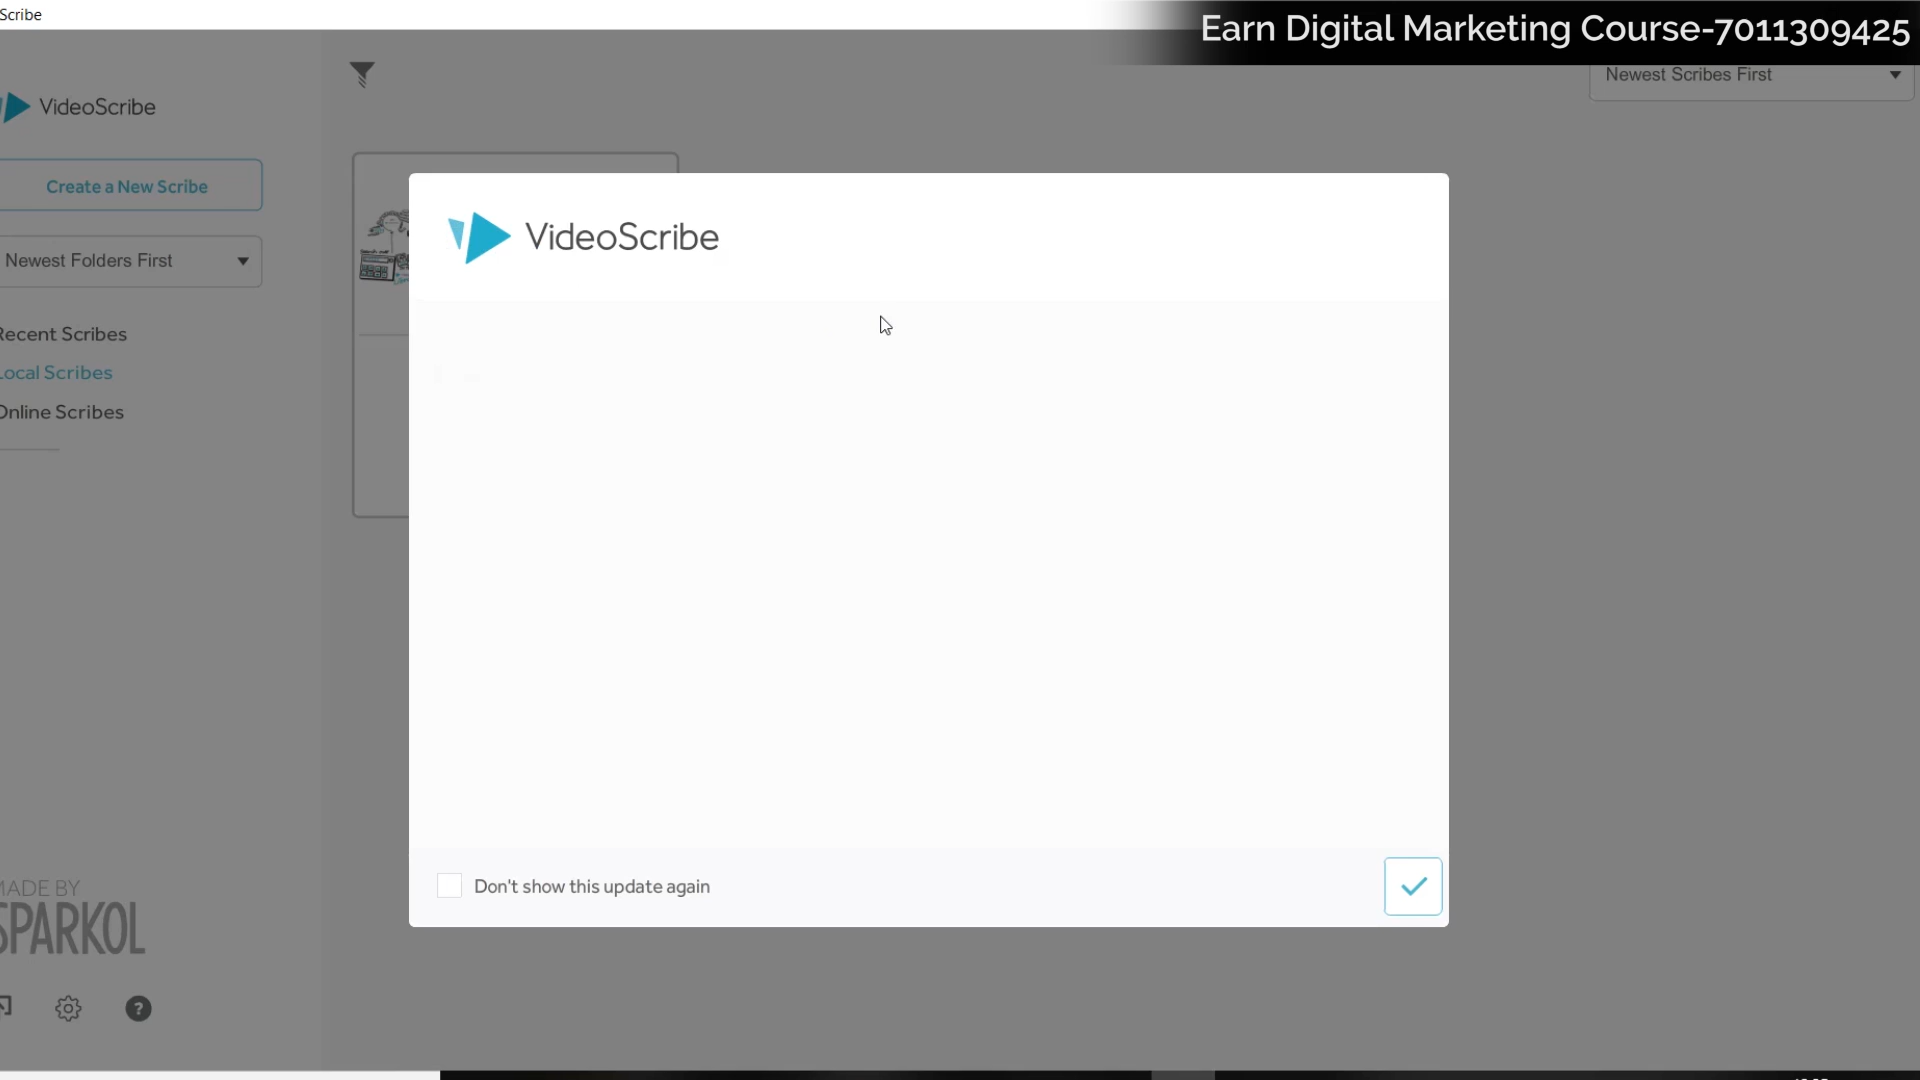 Scribe
Earn Digital Marketing Course-7011309425
Newest Scribes First
VideoScribe
Create a New Scribe
Newest Folders First
Recent Scribes
Local Scribes
Online Scribes
VideoScribe
Don't show this update again
MADE BY
SPARKOL
?